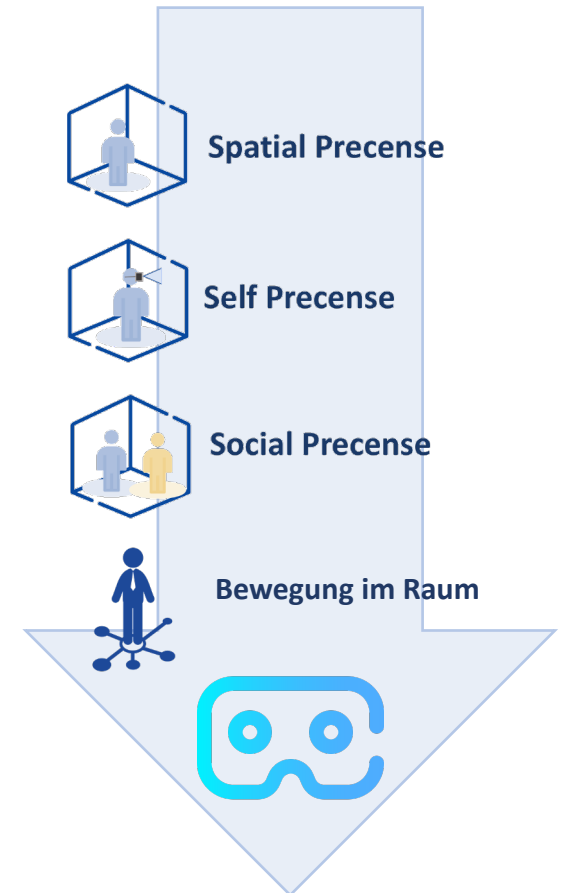 Spatial Precense
Self Precense
Social Precense
Bewegung im Raum